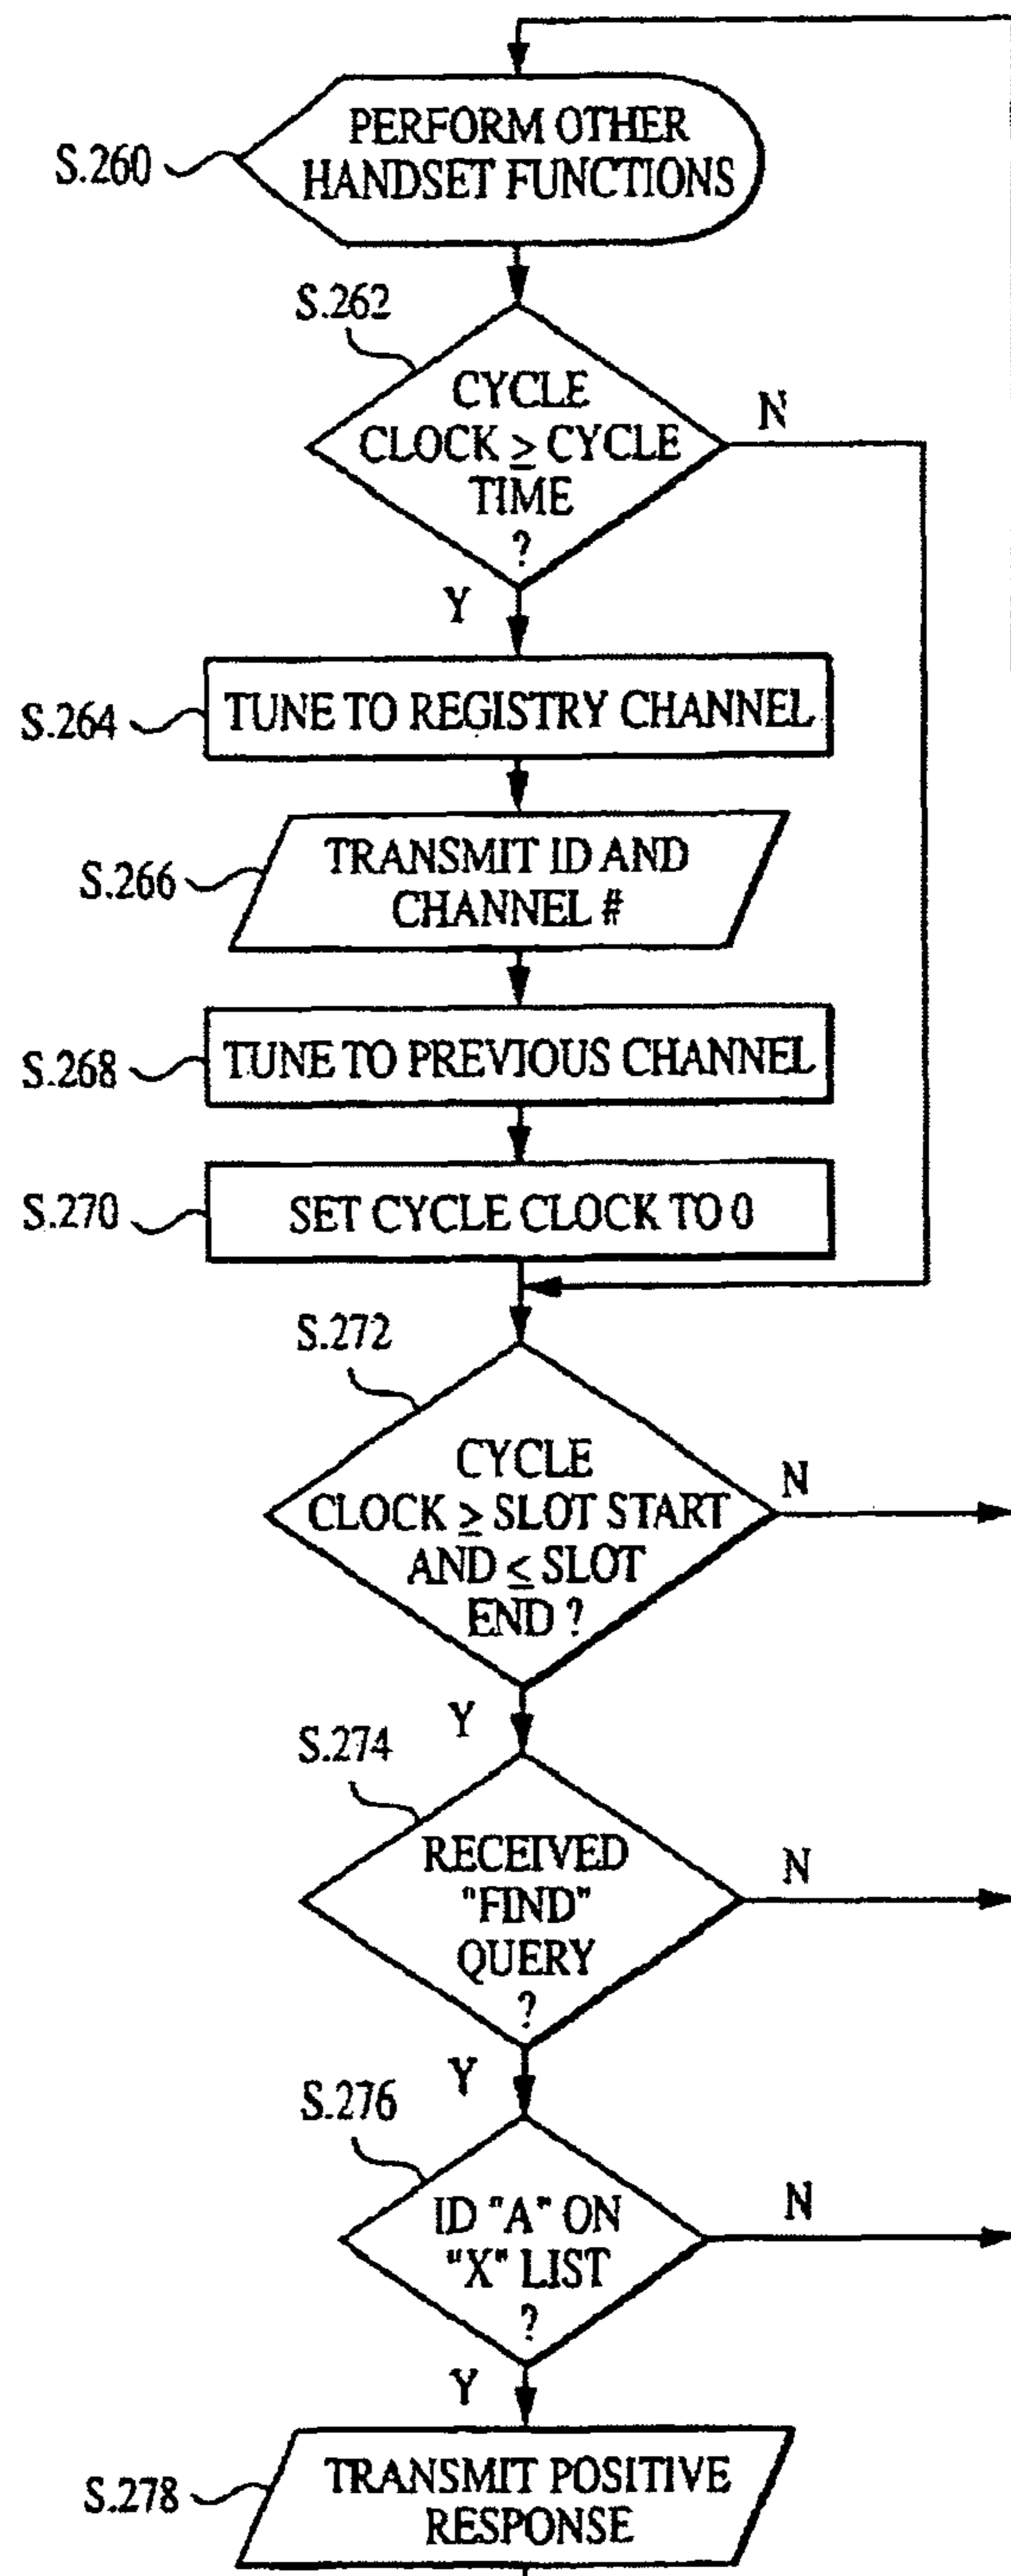 PERFORM OTHER
HANDSET FUNCTIONS
S.260
S.262
CYCLE
CLOCK ≥ CYCLE
TIME
?
N
Y
S.264
TUNE TO REGISTRY CHANNEL
S.266
TRANSMIT ID AND
CHANNEL #
S.268
TUNE TO PREVIOUS CHANNEL
S.270
SET CYCLE CLOCK TO 0
S.272
CYCLE
CLOCK ≥ SLOT START
AND ≤ SLOT
END ?
N
Y
S.274
RECEIVED
"FIND"
QUERY
?
N
Y
S.276
ID "A" ON
"X" LIST
?
N
Y
S.278
TRANSMIT POSITIVE
RESPONSE